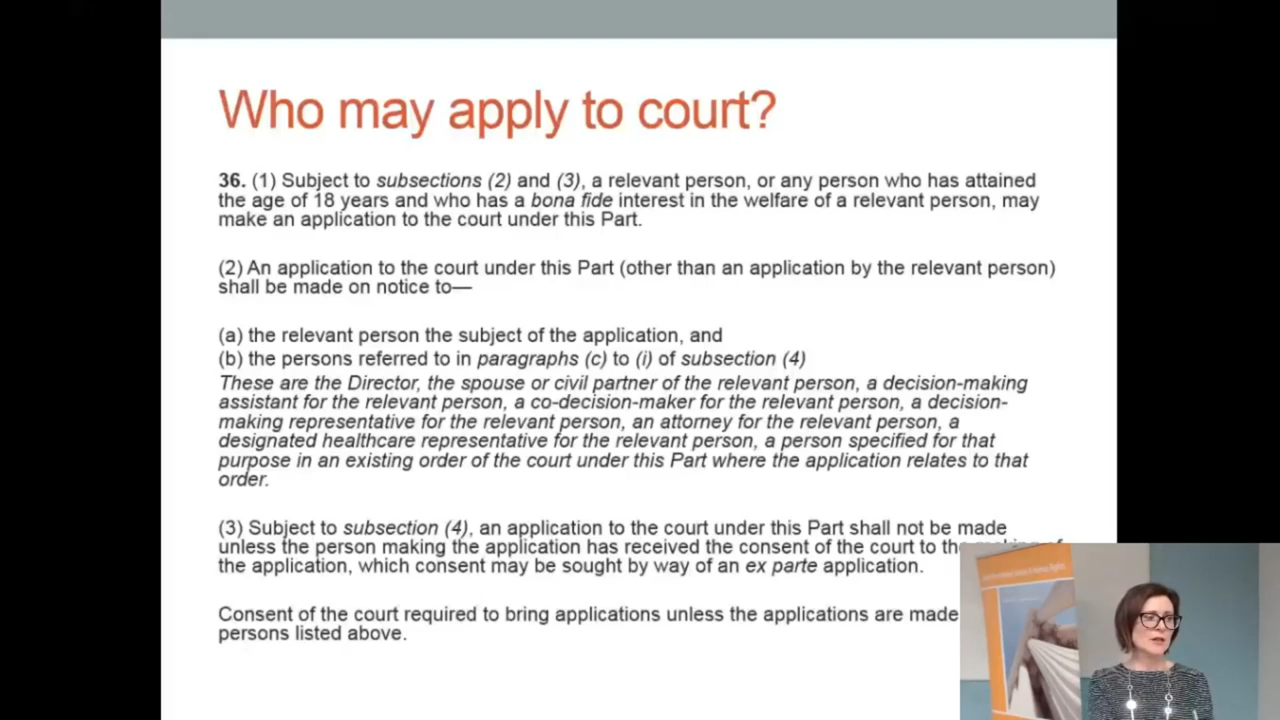 Who may apply to court?
36. (1) Subject to subsections (2) and (3), a relevant person, or any person who has attained
the age of 18 years and who has a bona fide interest in the welfare of a relevant person, may
make an application to the court under this Part.
(2) An application to the court under this Part (other than an application by the relevant person)
shall be made on notice to—
(a) the relevant person the subject of the application, and
(b) the persons referred to in paragraphs (c) to (i) of subsection (4)
These are the Director, the spouse or civil partner of the relevant person, a decision-making
assistant for the relevant person, a co-decision-maker for the relevant person, a decision-
making representative for the relevant person, an attorney for the relevant person, a
designated healthcare representative for the relevant person, a person specified for that
purpose in an existing order of the court under this Part where the application relates to that
order.
(3) Subject to subsection (4), an application to the court under this Part shall not be made
unless the person making the application has received the consent of the court to the making of
the application, which consent may be sought by way of an ex parte application.
Consent of the court required to bring applications unless the applications are made
persons listed above.